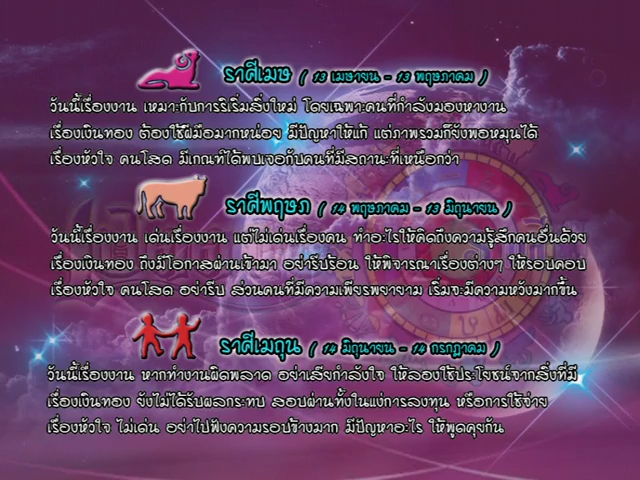 ราศีเมษ ( 13 เมษายน - 13 พฤษภาคม )
วันนี้เรื่องงาน เหมาะกับการริเริ่มสิ่งใหม่ โดยเฉพาะคนที่กำลังมองหางาน
เรื่องเงินทอง ต้องใช้ฝีมือมากหน่อย มีปัญหาให้แก้ แต่ภาพรวมก็ยังพอหมุนได้
เรื่องหัวใจ คนโสด มีเกณฑ์ได้พบเจอกับคนที่มีสถานะที่เหนือกว่า
ราศีพฤษภ ( 14 พฤษภาคม - 13 มิถุนายน )
วันนี้เรื่องงาน เด่นเรื่องงาน แต่ไม่เด่นเรื่องคน ทำอะไรให้คิดถึงความรู้สึกคนอื่นด้วย
เรื่องเงินทอง ถึงมีโอกาสผ่านเข้ามา อย่ารีบร้อน ให้พิจารณาเรื่องต่างๆ ให้รอบคอบ
เรื่องหัวใจ คนโสด อย่ารีบ ส่วนคนที่มีความเพียรพยายาม เริ่มจะมีความหวังมากขึ้น
ราศีเมถุน ( 14 มิถุนายน - 14 กรกฎาคม )
วันนี้เรื่องงาน หากทำงานผิดพลาด อย่าเสียกำลังใจ ให้ลองใช้ประโยชน์จากสิ่งที่มี
เรื่องเงินทอง ยังไม่ได้รับผลกระทบ สอบผ่านทั้งในแง่การลงทุน หรือการใช้จ่าย
เรื่องหัวใจ ไม่เด่น อย่าไปฟังความรอบข้างมาก มีปัญหาอะไร ให้พูดคุยกัน